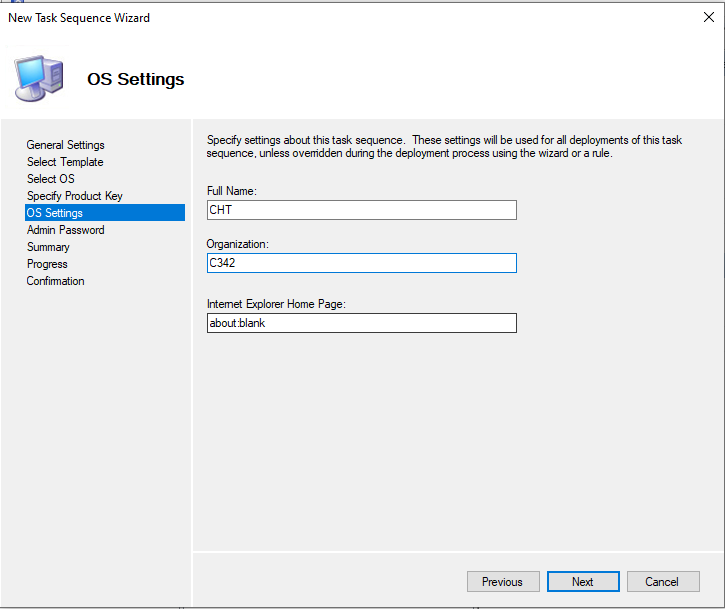 New Task Sequence Wizard
OS Settings
General Settings
Select Template
Select OS
Specify Product Key
OS Settings
Admin Password
Summary
Progress
Confirmation
Specify settings about this task sequence.  These settings will be used for all deployments of this task
sequence, unless overridden during the deployment process using the wizard or a rule.
Full Name:
CHT
Organization:
C342
Internet Explorer Home Page:
about:blank
Previous
Next
Cancel